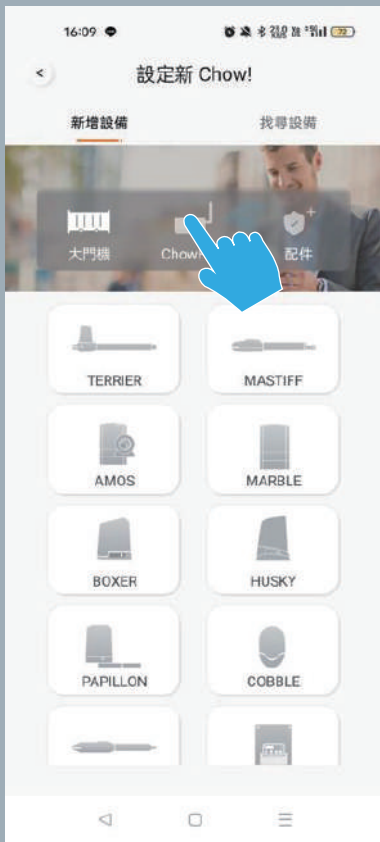 16:09
72
設定新 Chow!
新增設備 找尋設備
大門機 Chow 配件
TERRIER MASTIFF
AMOS MARBLE
BOXER HUSKY
PAPILLON COBBLE